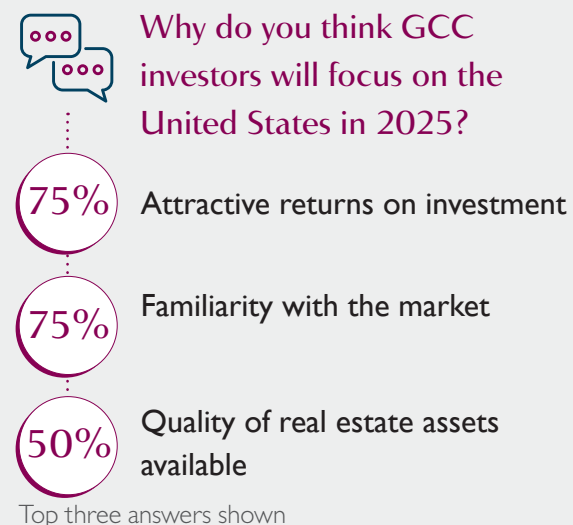 Why do you think GCC
investors will focus on the
United States in 2025?
75%
Attractive returns on investment
75%
Familiarity with the market
50%
Quality of real estate assets
available
Top three answers shown